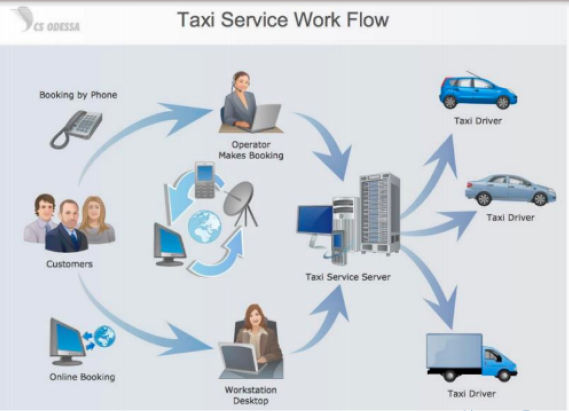 CS ODESSA
Taxi Service Work Flow
Booking by Phone
Operator
Makes Booking
Taxi Driver
Taxi Driver
Customers
Taxi Service Server
Online Booking
Workstation
Desktop
Taxi Driver